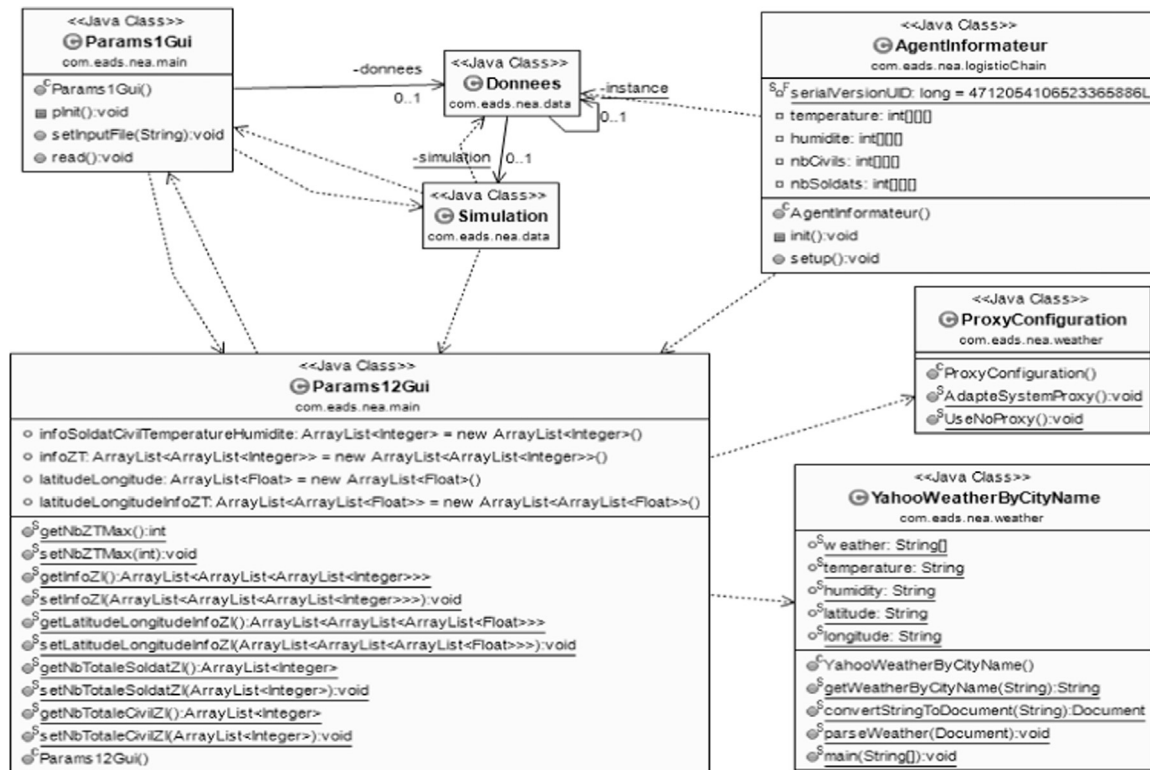 <<Java Class>>
Params1Gui
com.eads.nea.main
Params1Gui()
pInit():void
setInputFile(String):void
read():void
-donnees
0..1
<<Java Class>>
Donnees
com.eads.nea.data
-instance
0..1
-simulation
0..1
<<Java Class>>
Simulation
com.eads.nea.data
<<Java Class>>
AgentInformateur
com.eads.nea.logisticChain
serialVersionUID: long = 4712054106523365886L
temperature: int[][][]
humidite: int[][][]
nbCivils: int[][][]
nbSoldats: int[][][]
AgentInformateur()
init():void
setup():void
<<Java Class>>
ProxyConfiguration
com.eads.nea.weather
ProxyConfiguration()
AdapteSystemProxy():void
UseNoProxy():void
<<Java Class>>
Params12Gui
com.eads.nea.main
infoSoldatCivilTemperatureHumidite: ArrayList<Integer> = new ArrayList<Integer>()
infoZT: ArrayList<ArrayList<Integer>> = new ArrayList<ArrayList<Integer>>()
latitudeLongitude: ArrayList<Float> = new ArrayList<Float>()
latitudeLongitudeInfoZT: ArrayList<ArrayList<Float>> = new ArrayList<ArrayList<Float>>()
getNbZTMax():int
setNbZTMax(int):void
getInfoZI():ArrayList<ArrayList<ArrayList<Integer>>>
setInfoZI(ArrayList<ArrayList<ArrayList<Integer>>>):void
getLatitudeLongitudeInfoZI():ArrayList<ArrayList<ArrayList<Float>>>
setLatitudeLongitudeInfoZI(ArrayList<ArrayList<ArrayList<Float>>>):void
getNbTotaleSoldatZI():ArrayList<Integer>
setNbTotaleSoldatZI(ArrayList<Integer>):void
getNbTotaleCivilZI():ArrayList<Integer>
setNbTotaleCivilZI(ArrayList<Integer>):void
Params12Gui()
<<Java Class>>
YahooWeatherByCityName
com.eads.nea.weather
weather: String[]
temperature: String
humidity: String
latitude: String
longitude: String
YahooWeatherByCityName()
getWeatherByCityName(String):String
convertStringToDocument(String):Document
parseWeather(Document):void
main(String[]):void